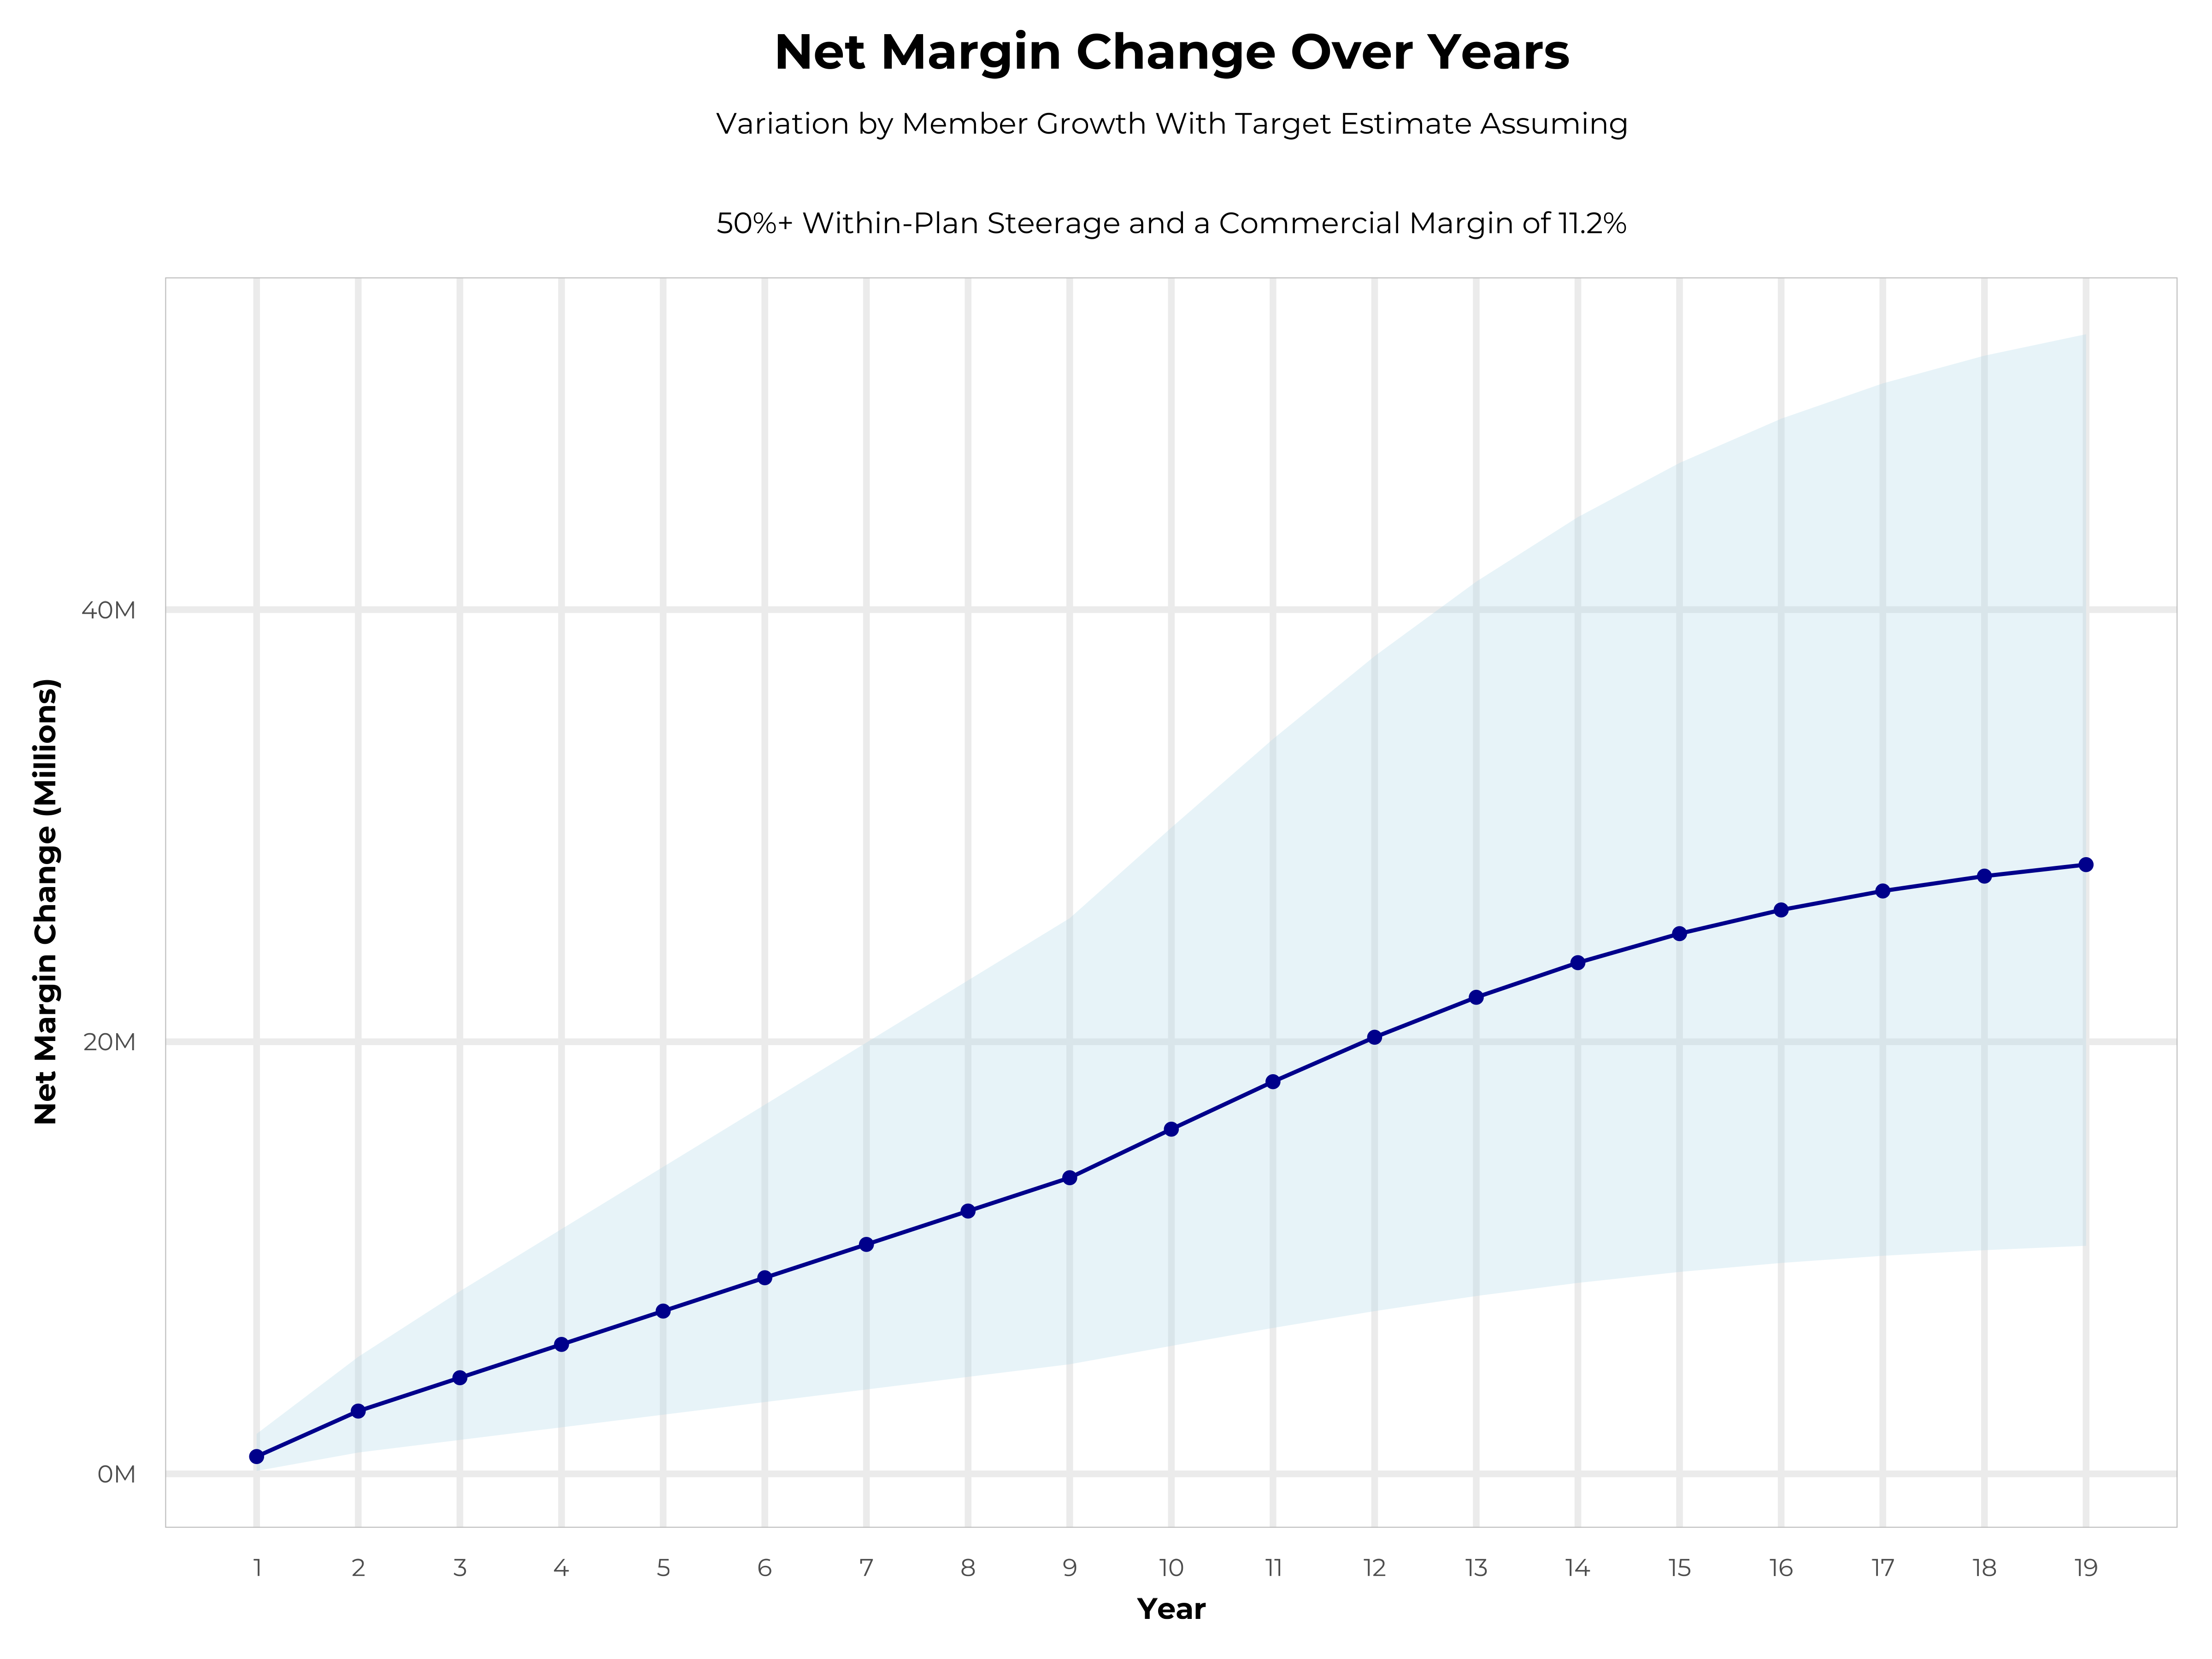 Net Margin Change Over Years
Variation by Member Growth With Target Estimate Assuming
50%+ Within-Plan Steerage and a Commercial Margin of 11.2%
Net Margin Change (Millions)
40M
20M
0M
1 2 3 4 5 6 7 8 9 10 11 12 13 14 15 16 17 18 19
Year